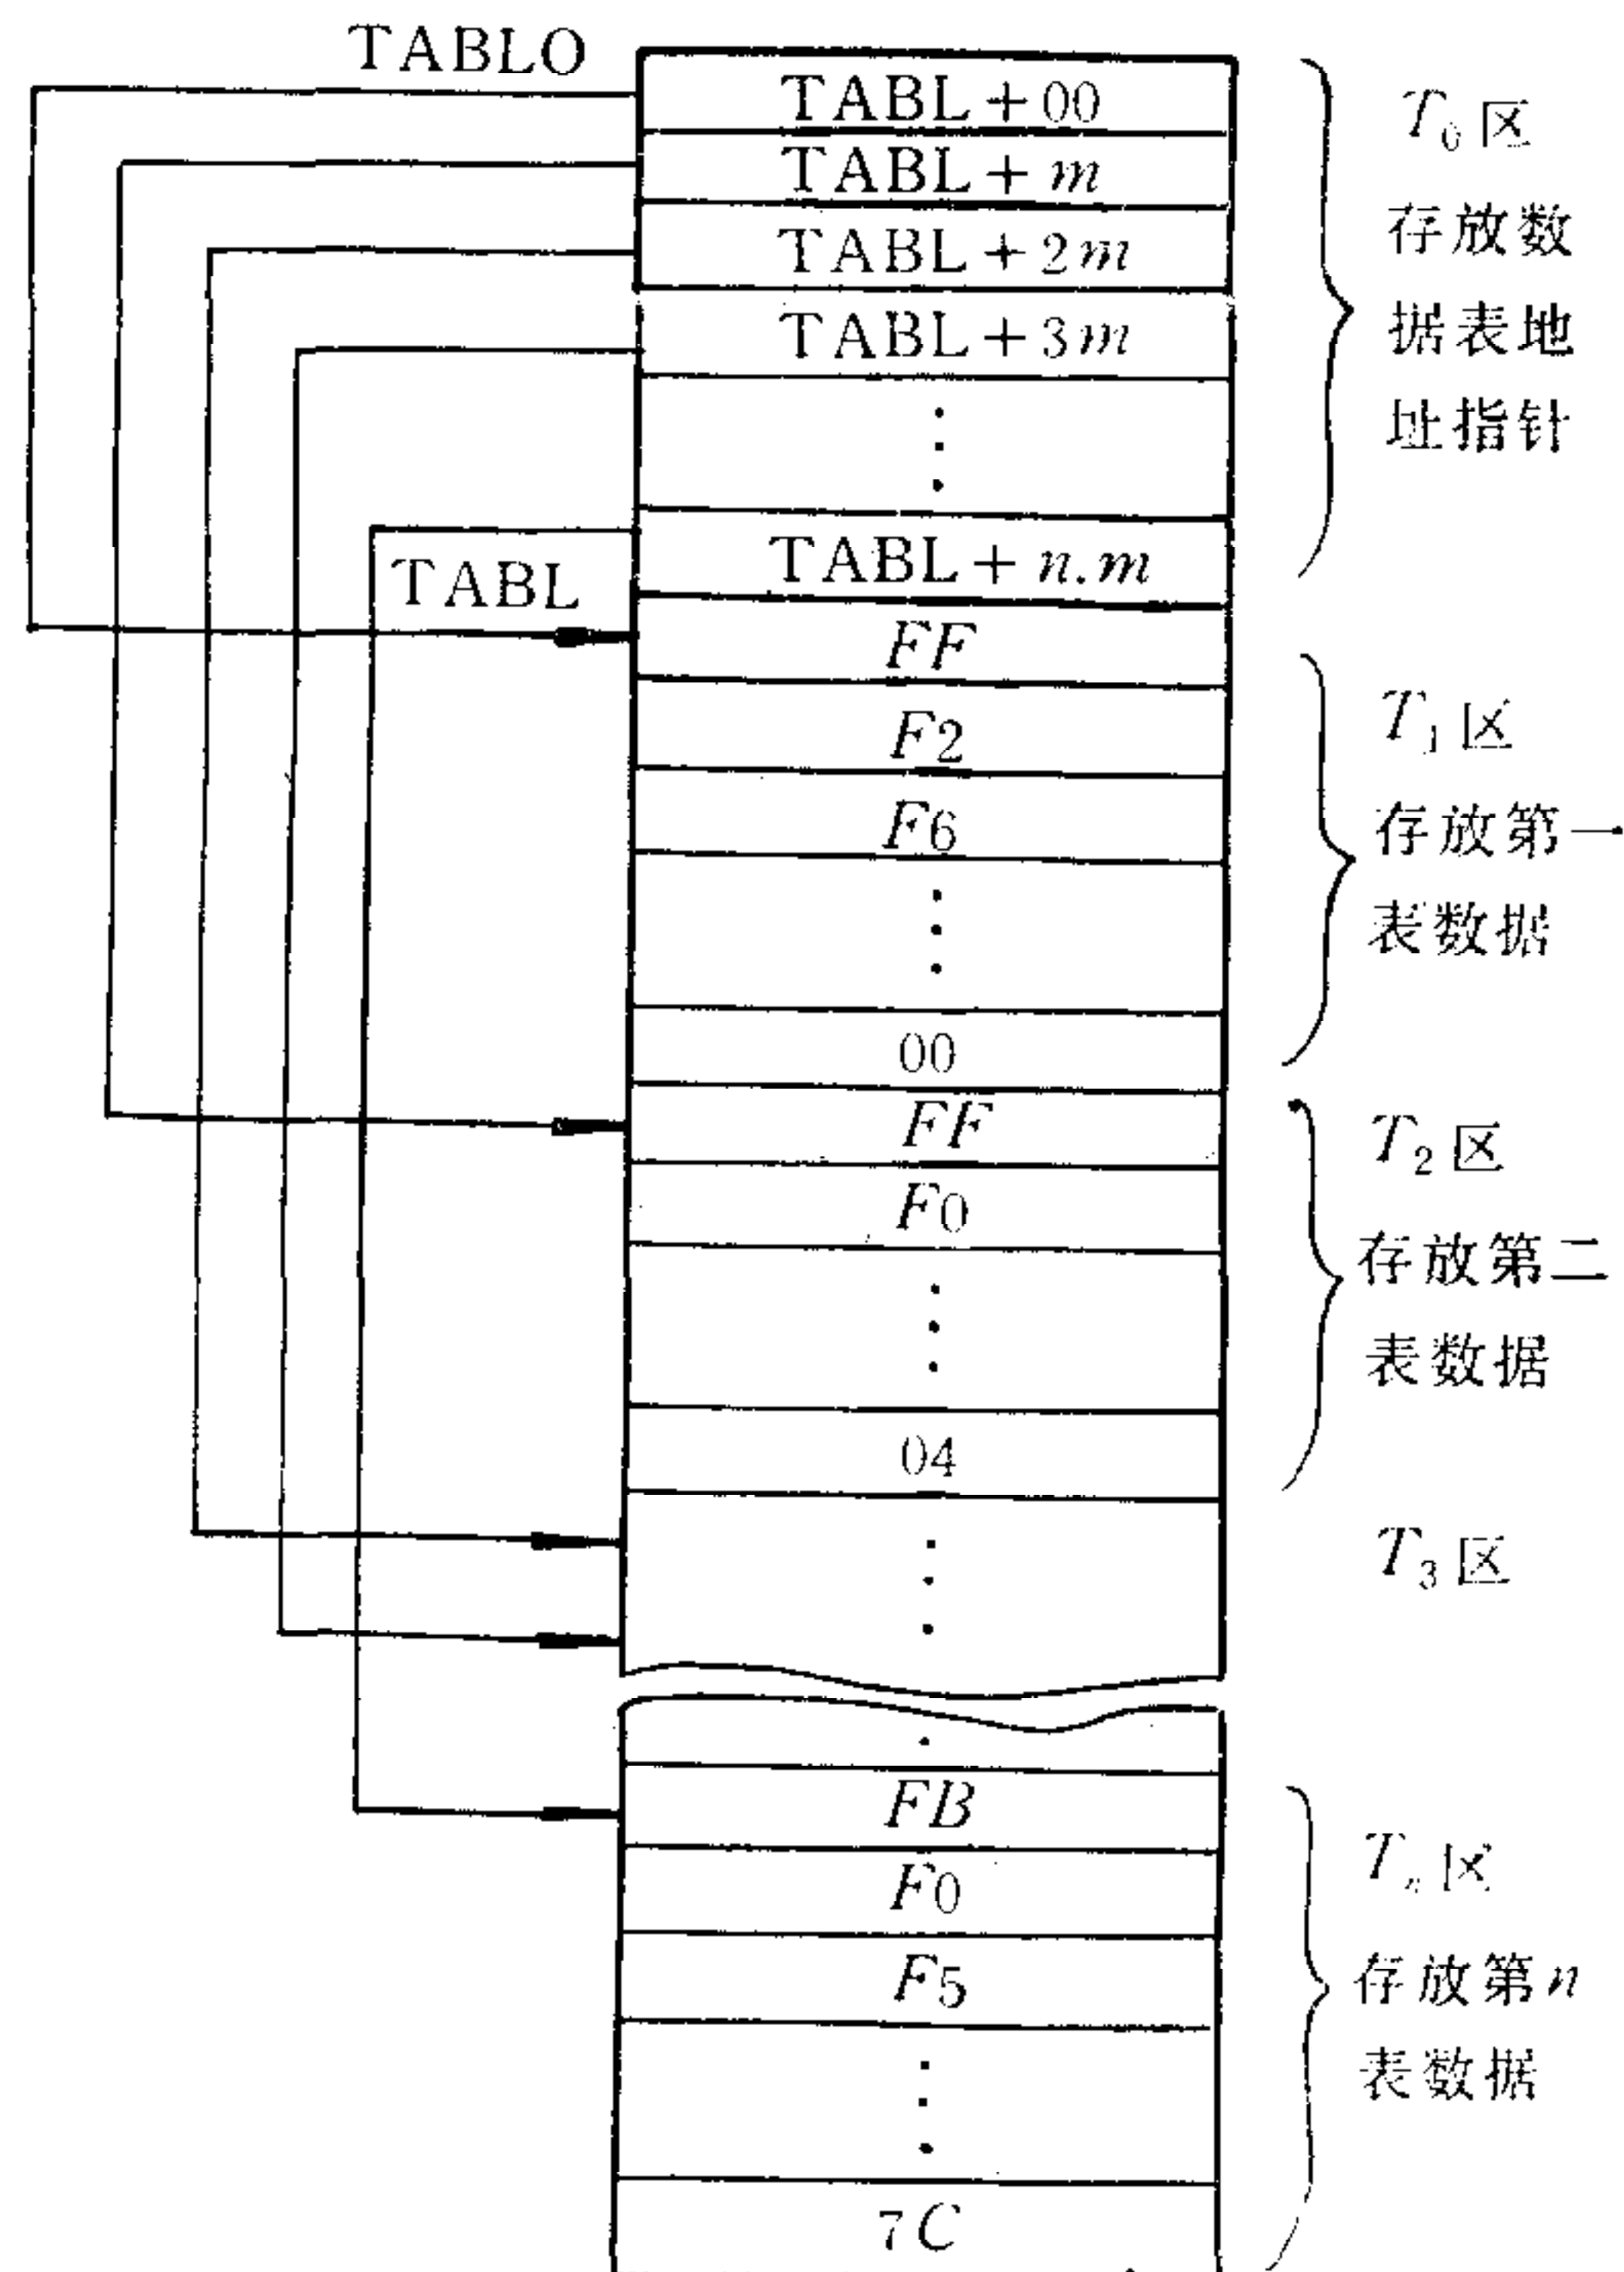 TABLO
TABL+00
TABL+m
TABL+2m
TABL+3m
TABL+n.m
T₀区
存放数
据表地
址指针
TABL
FF
F2
F6
00
T₁区
存放第一
表数据
FF
F0
04
T₂区
存放第二
表数据
T₃区
FB
F0
F5
7C
Tₙ区
存放第n
表数据